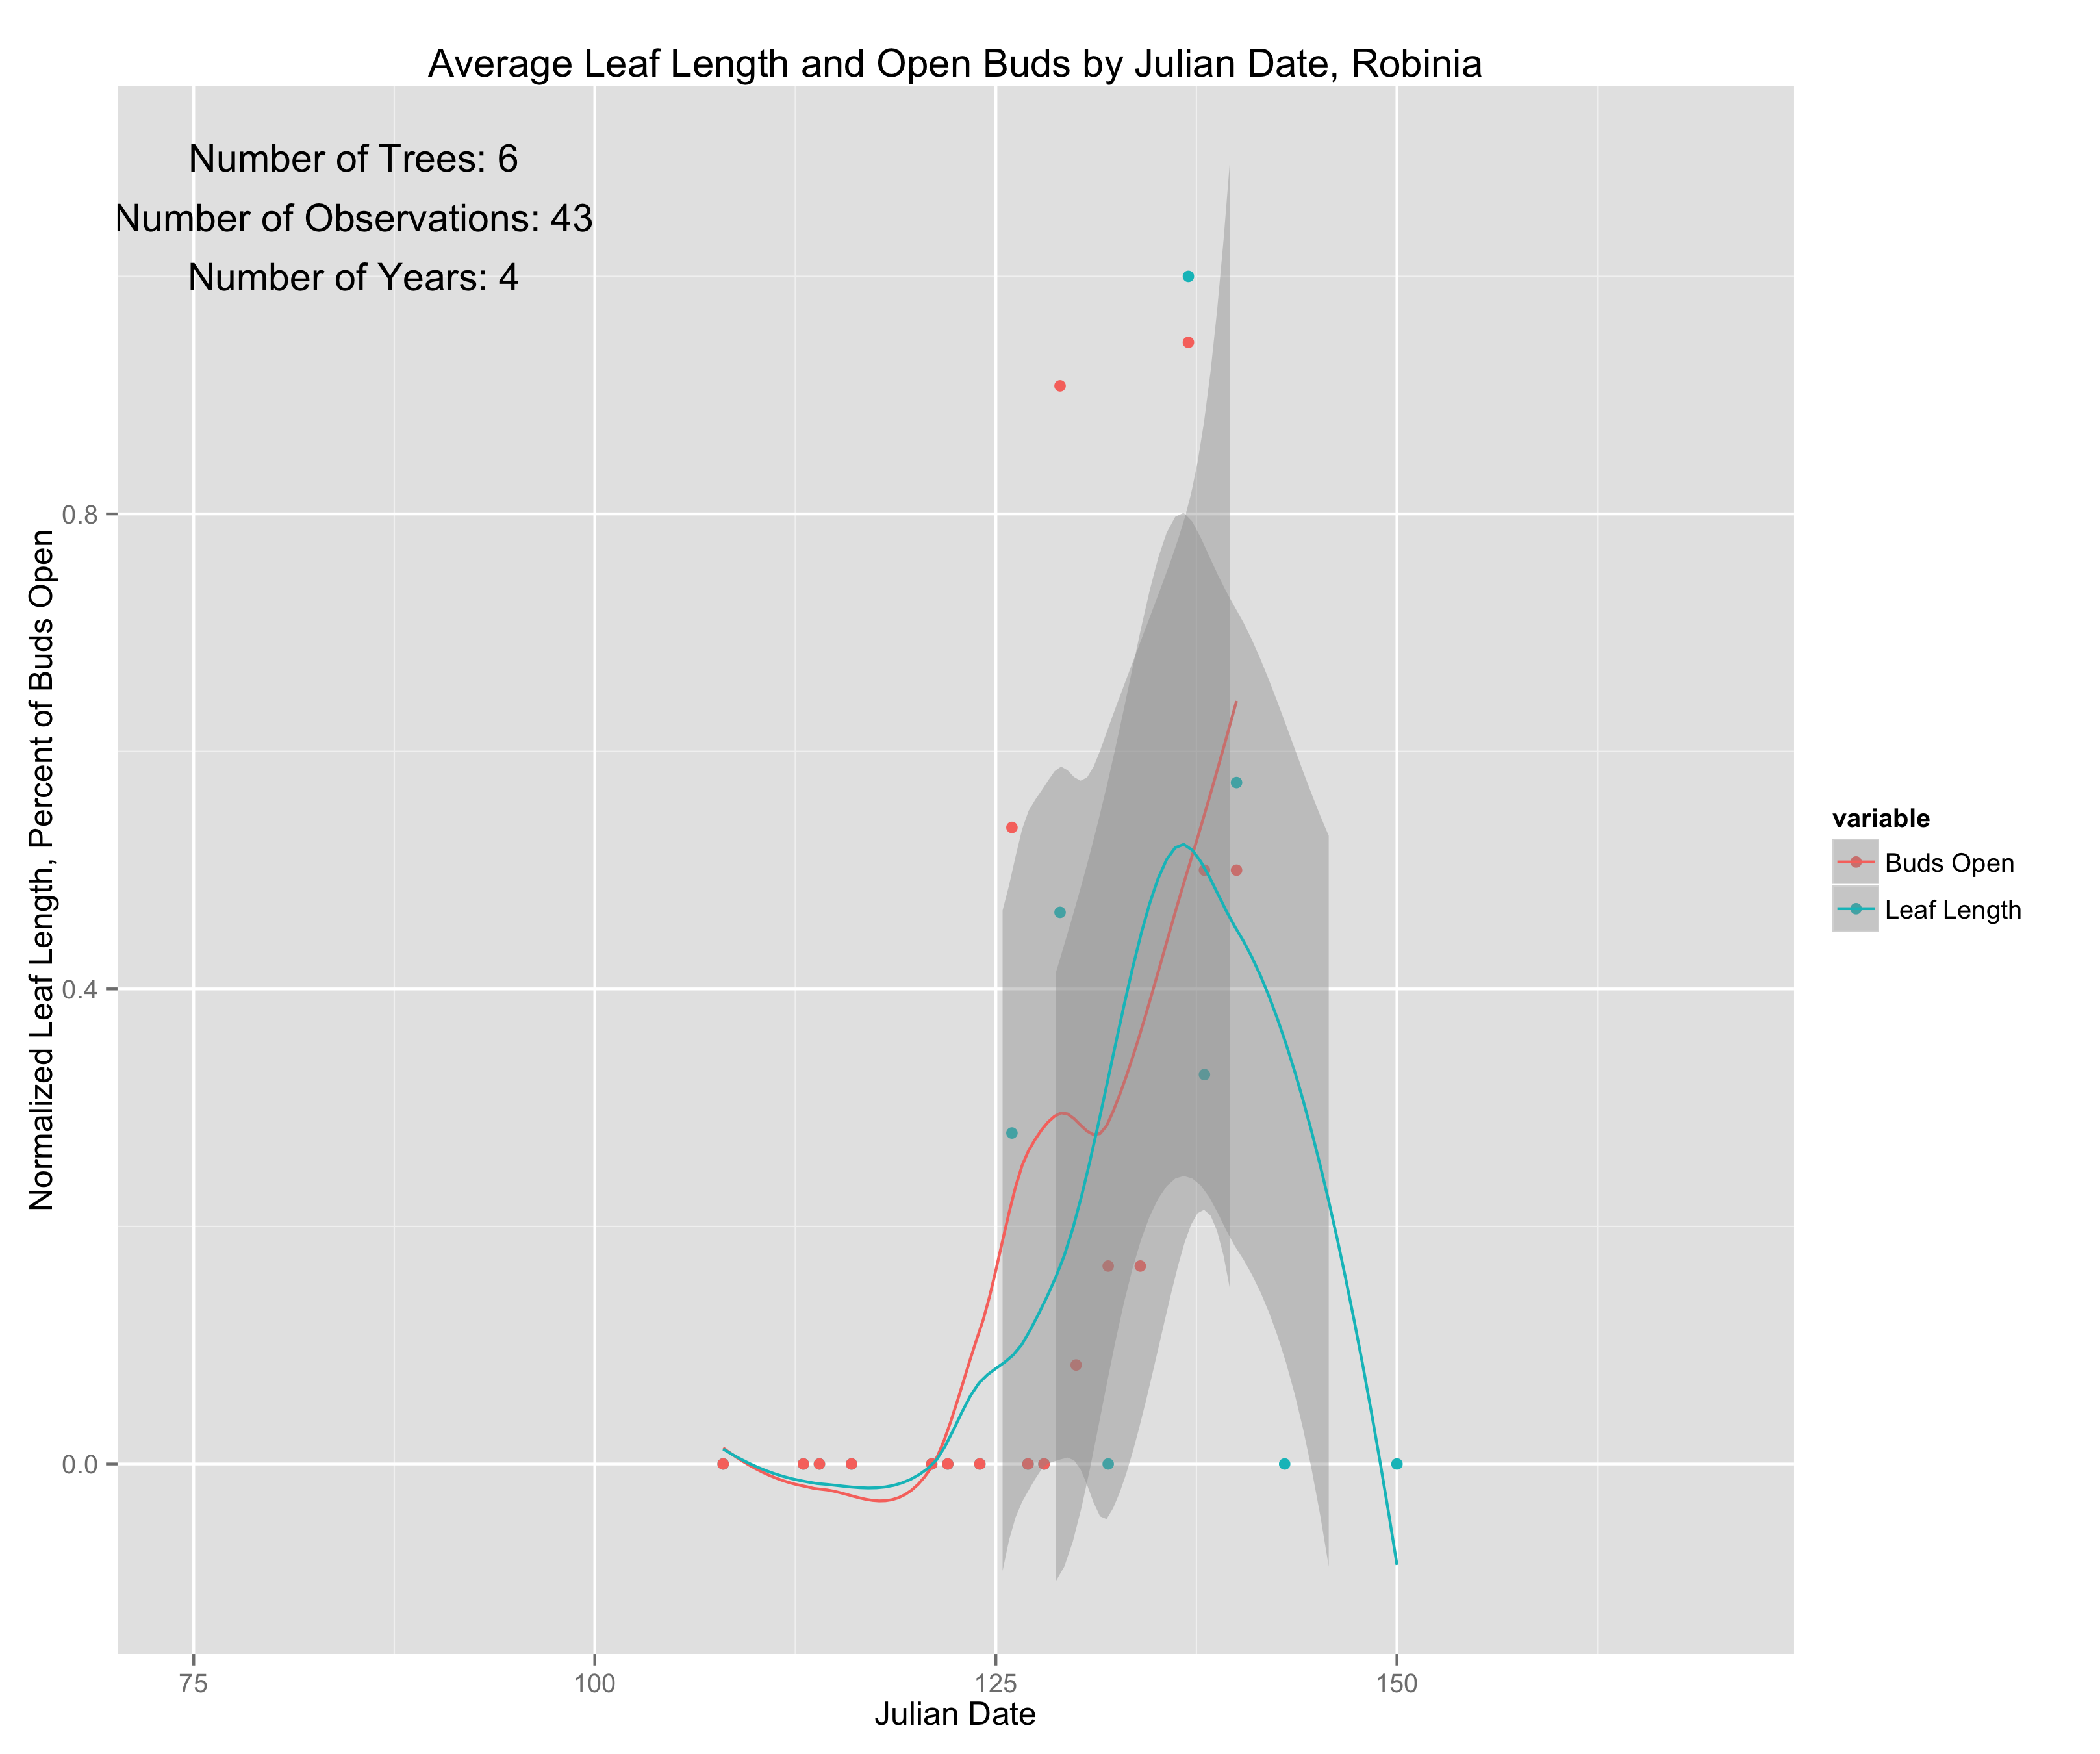 Average Leaf Length and Open Buds by Julian Date, Robinia
Number of Trees: 6
Number of Observations: 43
Number of Years: 4
Normalized Leaf Length, Percent of Buds Open
0.8
0.4
0.0
75
100
125
150
Julian Date
variable
Buds Open
Leaf Length